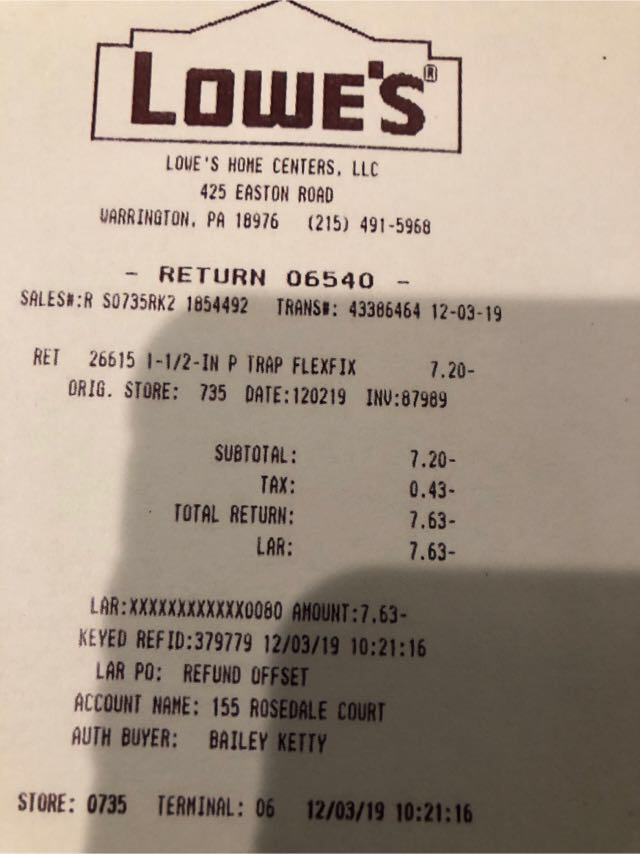 LOWE'S®
LOWE'S HOME CENTERS, LLC
425 EASTON ROAD
WARRINGTON, PA 18976 (215) 491-5968
- RETURN 06540 -
SALES#:R S0735RK2 1854492 TRANS#: 43386464 12-03-19
RET 26615 1-1/2-IN P TRAP FLEXFIX 7.20-
ORIG. STORE: 735 DATE:120219 INV:87989
SUBTOTAL: 7.20-
TAX: 0.43-
TOTAL RETURN: 7.63-
LAR: 7.63-
LAR:XXXXXXXXXXXX0080 AMOUNT:7.63-
KEYED REFID:379779 12/03/19 10:21:16
LAR PO: REFUND OFFSET
ACCOUNT NAME: 155 ROSEDALE COURT
AUTH BUYER: BAILEY KETTY
STORE: 0735 TERMINAL: 06 12/03/19 10:21:16